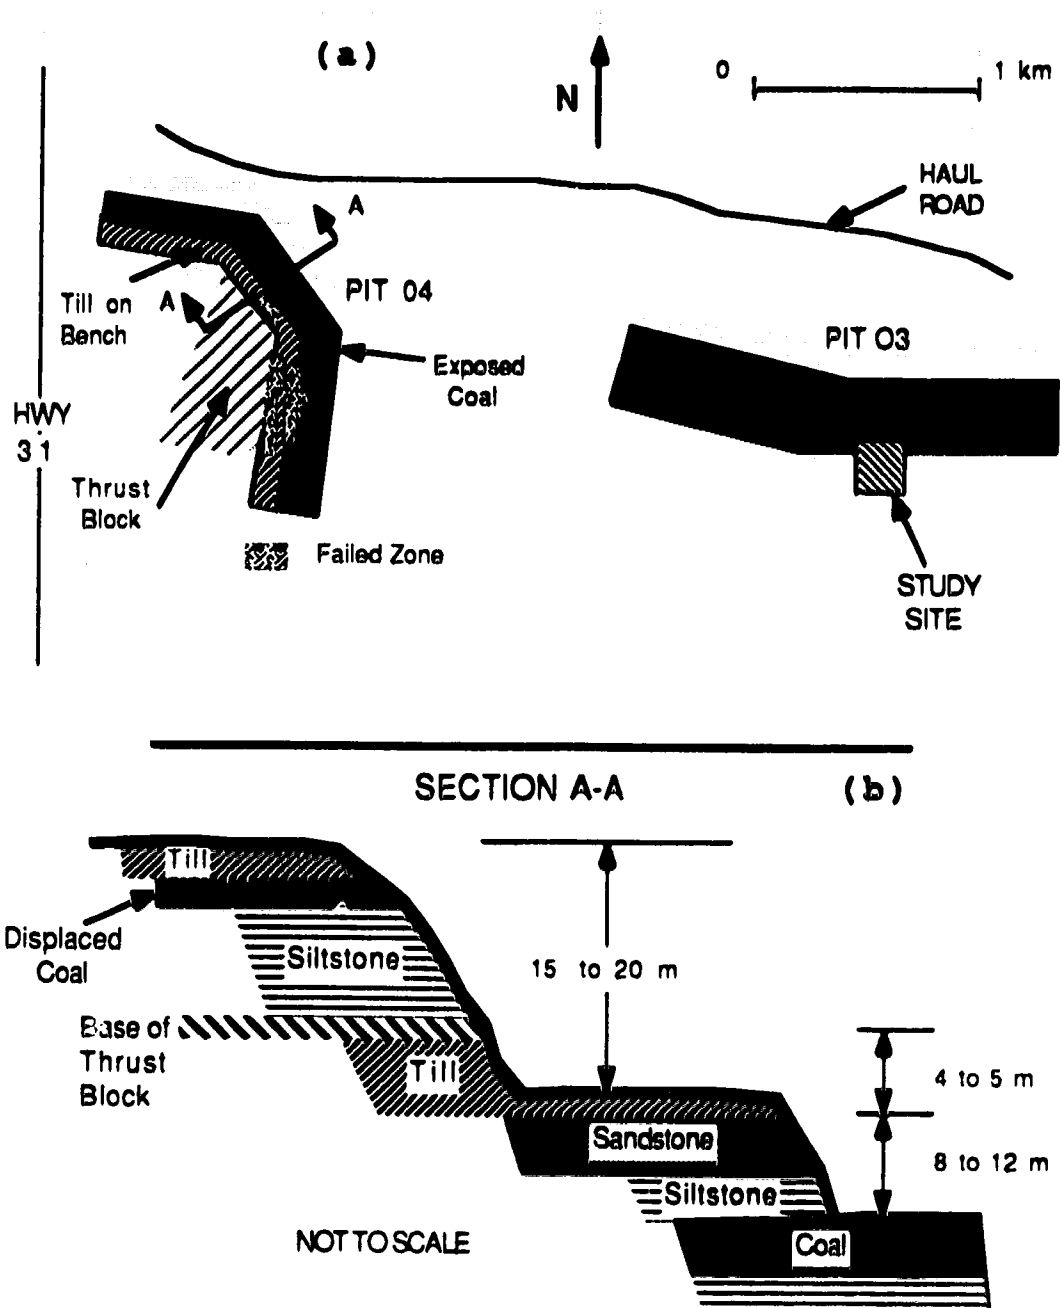 (a)
N
0
1 km
HAUL
ROAD
A
PIT 04
Till on
Bench
A
PIT 03
Exposed
Coal
HWY
31
Thrust
Block
Failed Zone
STUDY
SITE
SECTION A-A
(b)
Till
Displaced
Coal
Siltstone
15 to 20 m
Base of
Thrust
Block
Till
4 to 5 m
Sandstone
8 to 12 m
Siltstone
NOT TO SCALE
Coal